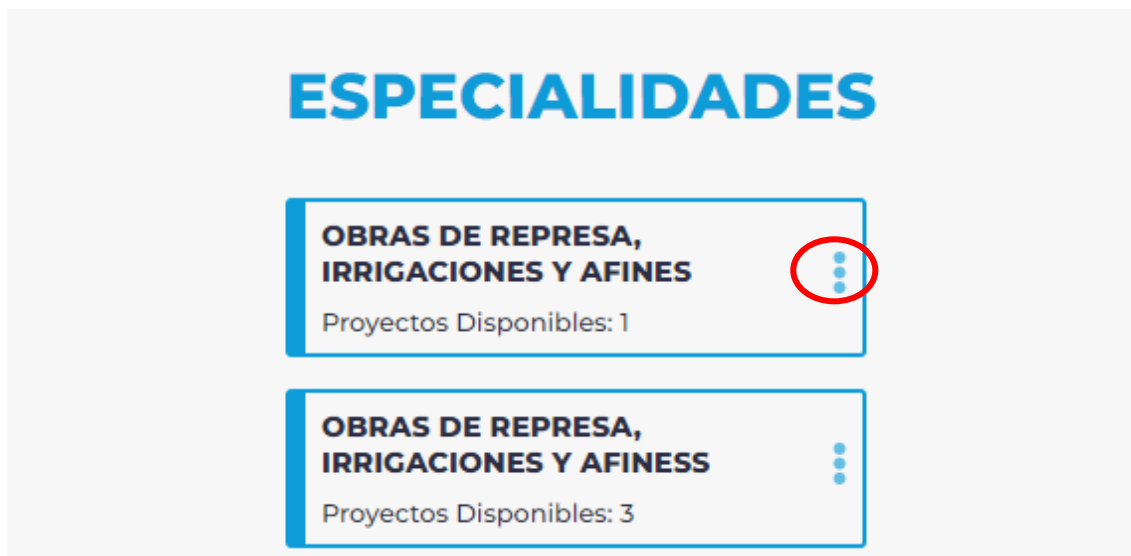 ESPECIALIDADES
OBRAS DE REPRESA,
IRRIGACIONES Y AFINES
Proyectos Disponibles: 1
OBRAS DE REPRESA,
IRRIGACIONES Y AFINESS
Proyectos Disponibles: 3